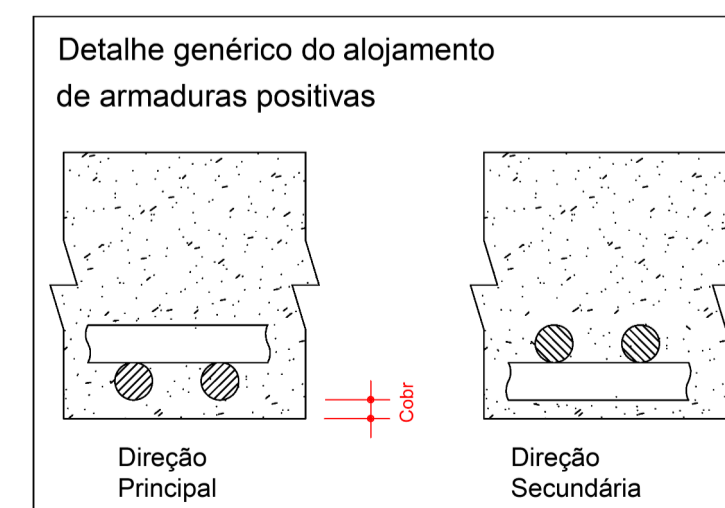 Detalhe genérico do alojamento
de armaduras positivas
Cobr
Direção
Principal
Direção
Secundária